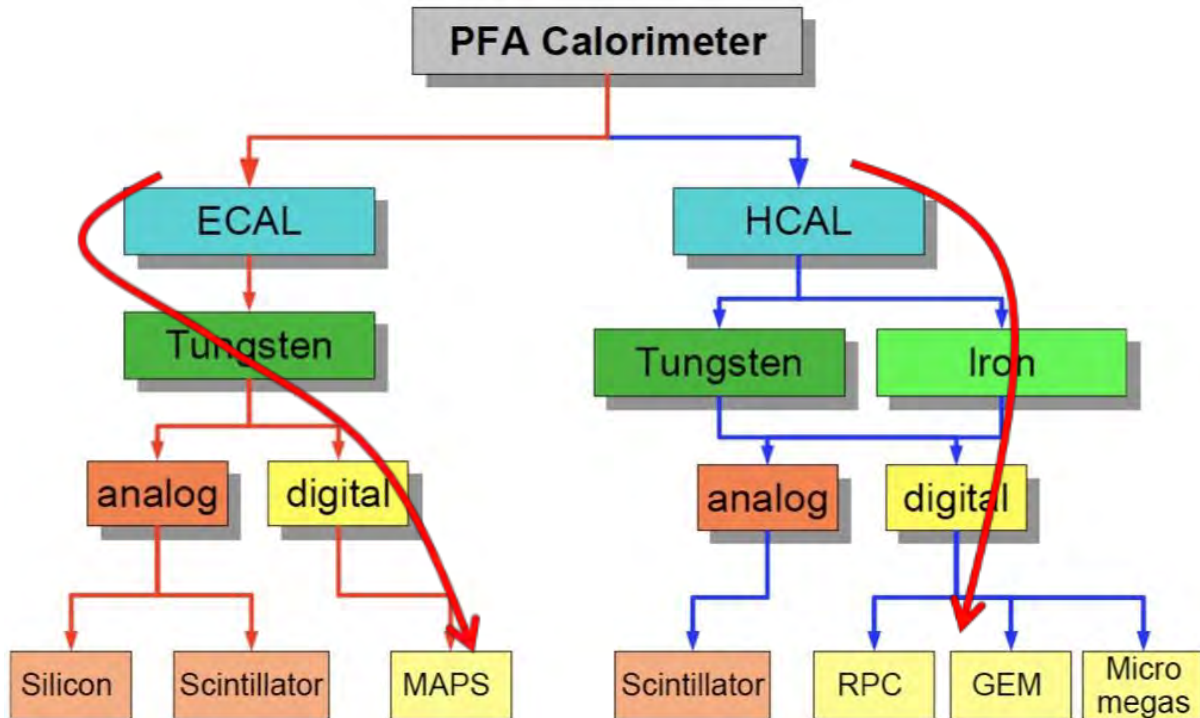 PFA Calorimeter
ECAL
HCAL
Tungsten
Tungsten
Iron
analog
digital
analog
digital
Silicon
Scintillator
MAPS
Scintillator
RPC
GEM
Micro
megas